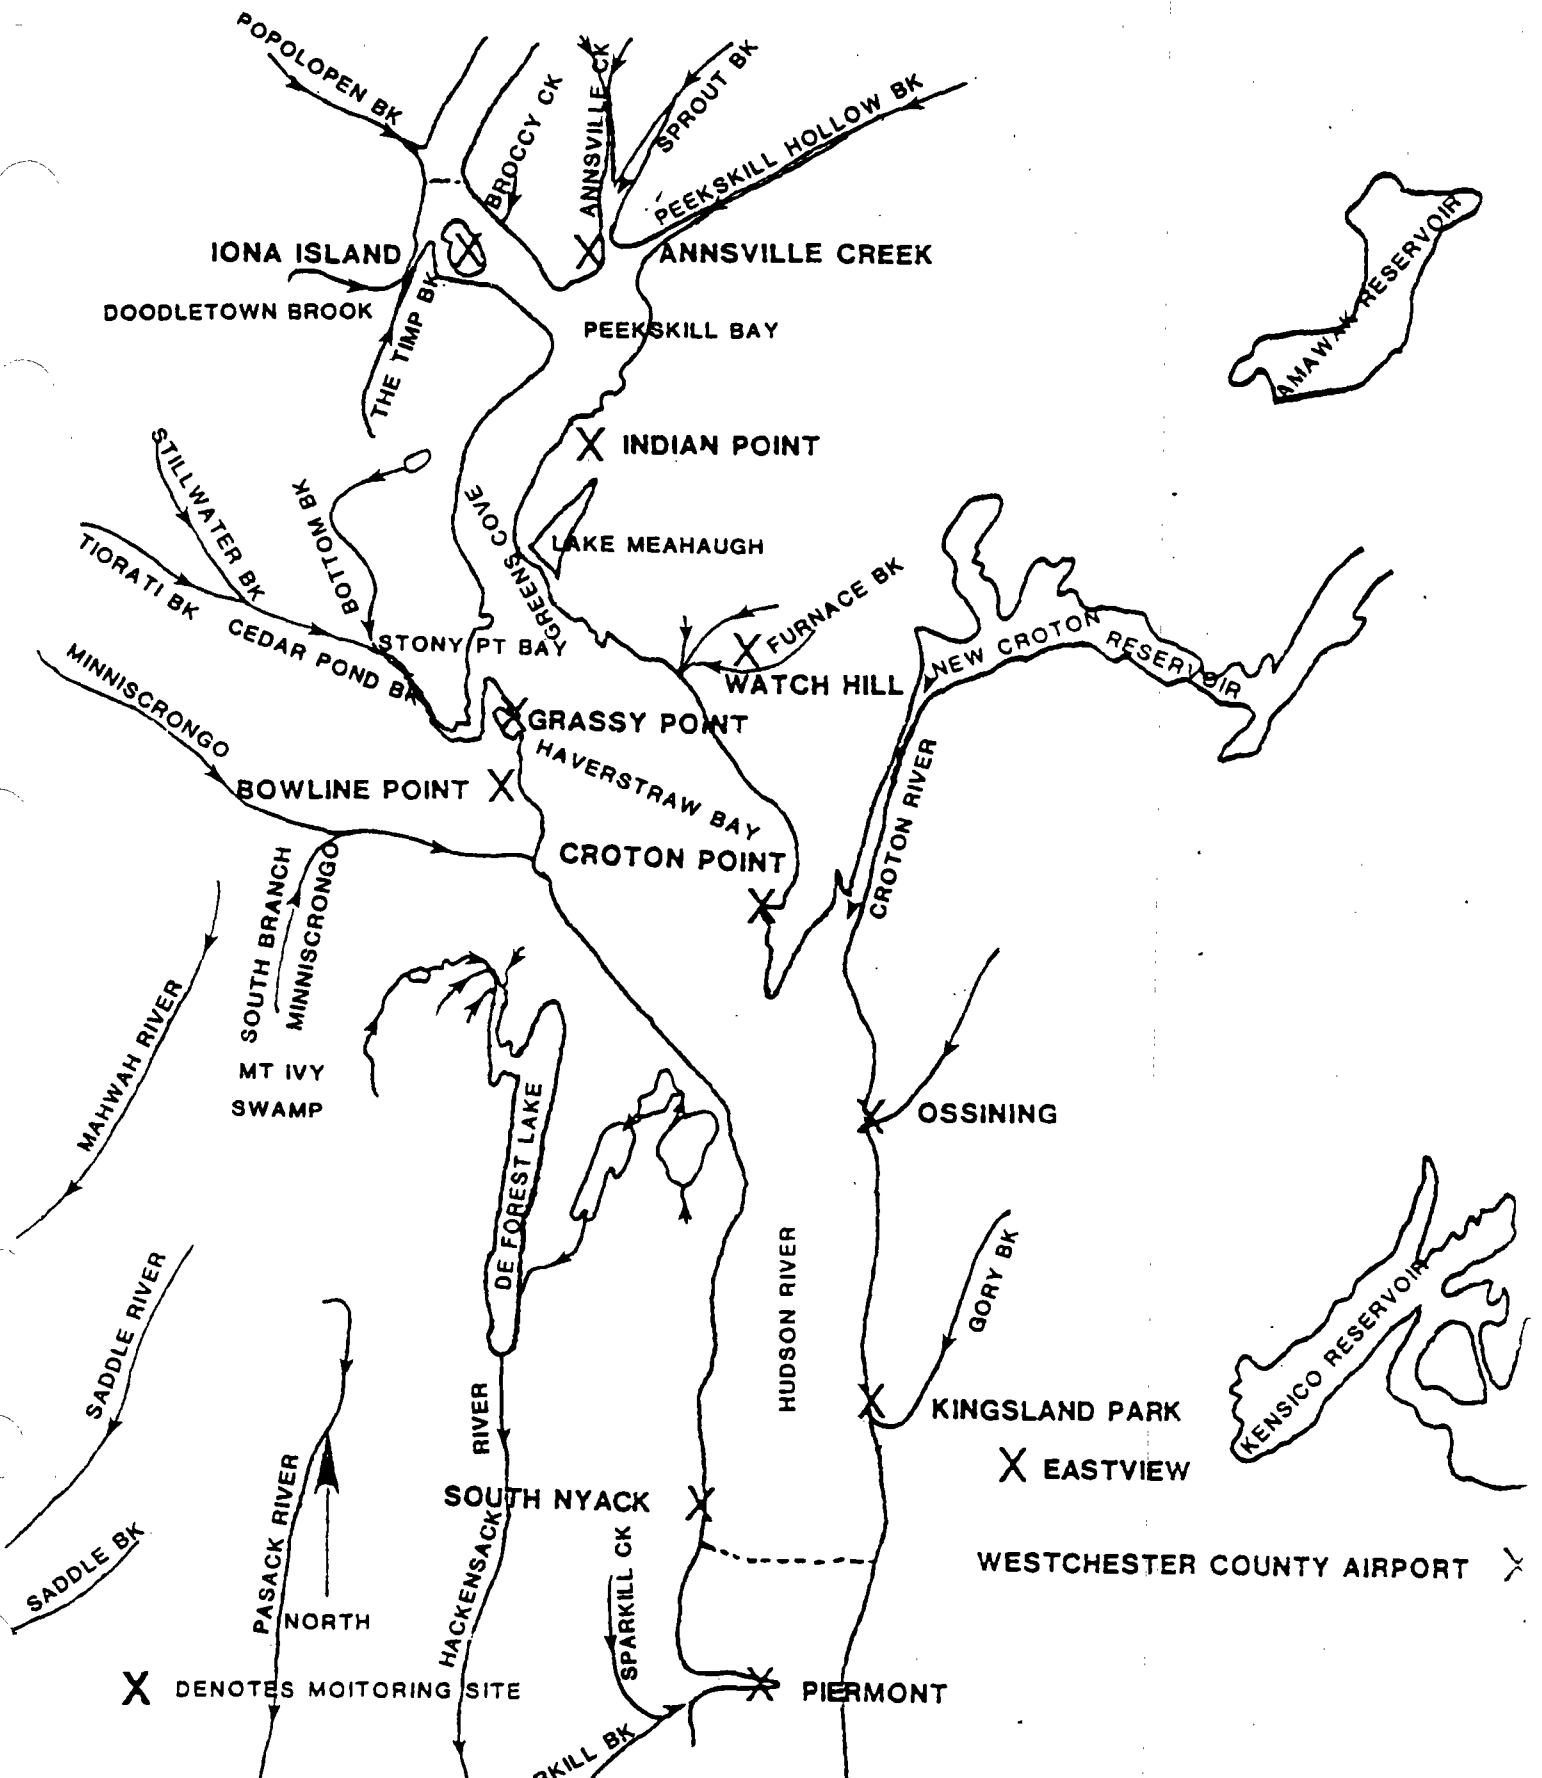 POPOLOPEN BK
BROCCY CK
ANNSVILLE CK
SPROUT BK
PEEKSKILL HOLLOW BK
IONA ISLAND
ANNSVILLE CREEK
DOODLETOWN BROOK
THE TIMP BK
PEEKSKILL BAY
AMAWAK RESERVOIR
INDIAN POINT
STILLWATER BK
BOTTOM BK
GREENS COVE
LAKE MEAHAUGH
TIORATI BK
CEDAR POND BK
STONY PT BAY
FURNACE BK
WATCH HILL
NEW CROTON RESERVOIR
MINNISCRONGO
GRASSY POINT
HAVERSTRAW BAY
BOWLINE POINT
CROTON RIVER
CROTON POINT
SOUTH BRANCH
MINNISCRONGO
MAHWAH RIVER
MT IVY
SWAMP
DE FOREST LAKE
OSSINING
HUDSON RIVER
GORY BK
KENSICO RESERVOIR
SADDLE RIVER
KINGSLAND PARK
X EASTVIEW
HACKENSACK RIVER
SOUTH NYACK
PASACK RIVER
SADDLE BK
NORTH
SPARKILL CK
WESTCHESTER COUNTY AIRPORT X
X DENOTES MOITORING SITE
PIERMONT
RKILL BK